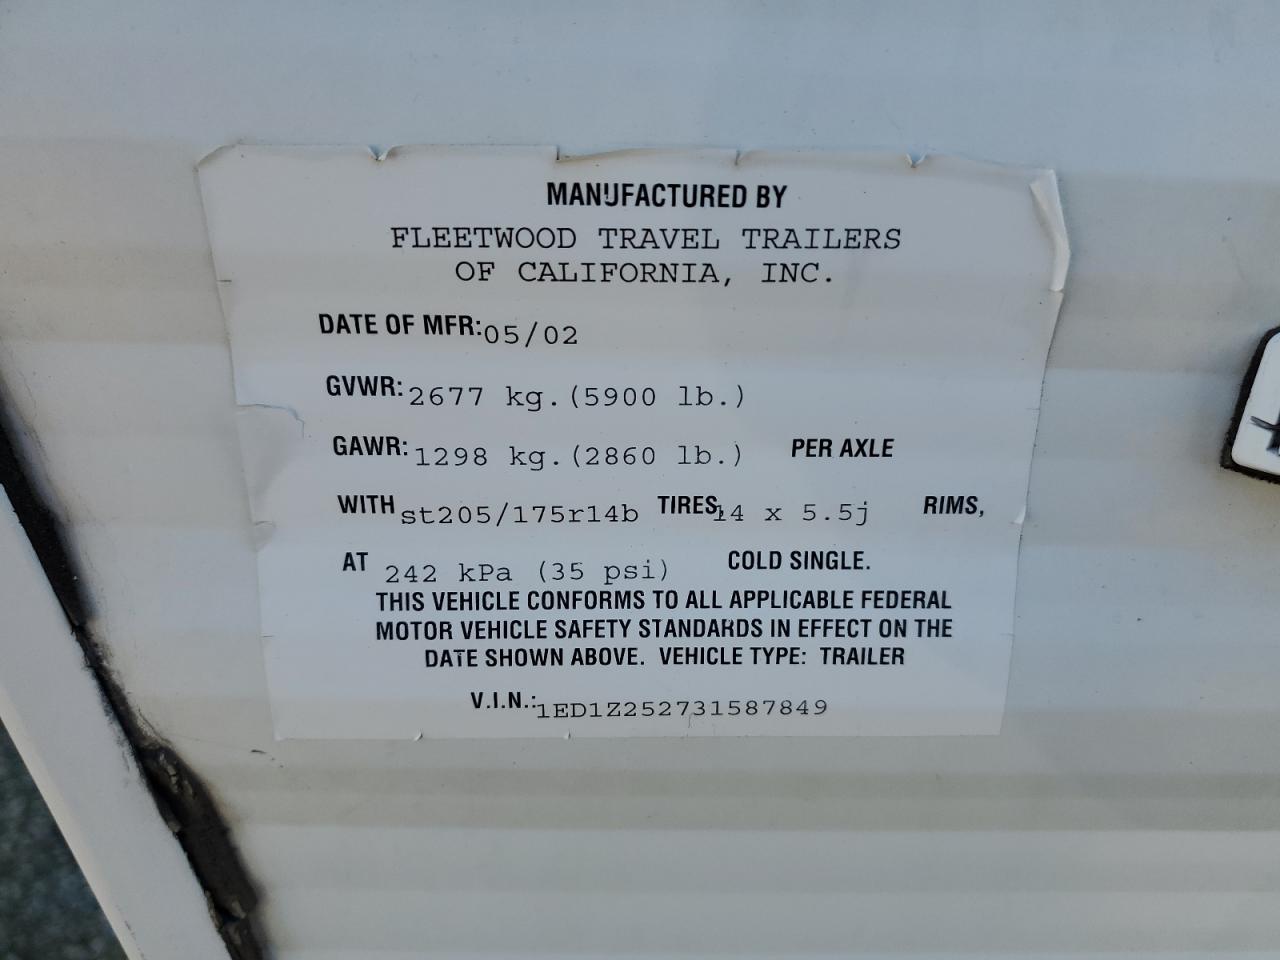 MANUFACTURED BY
FLEETWOOD TRAVEL TRAILERS
OF CALIFORNIA, INC.
DATE OF MFR: 05/02
GVWR: 2677 kg. (5900 lb.)
GAWR: 1298 kg. (2860 lb.) PER AXLE
WITH st205/175r14b TIRES, 14 x 5.5j RIMS,
AT 242 kPa (35 psi) COLD SINGLE.
THIS VEHICLE CONFORMS TO ALL APPLICABLE FEDERAL
MOTOR VEHICLE SAFETY STANDARDS IN EFFECT ON THE
DATE SHOWN ABOVE. VEHICLE TYPE: TRAILER
V.I.N.: 1ED1Z252731587849